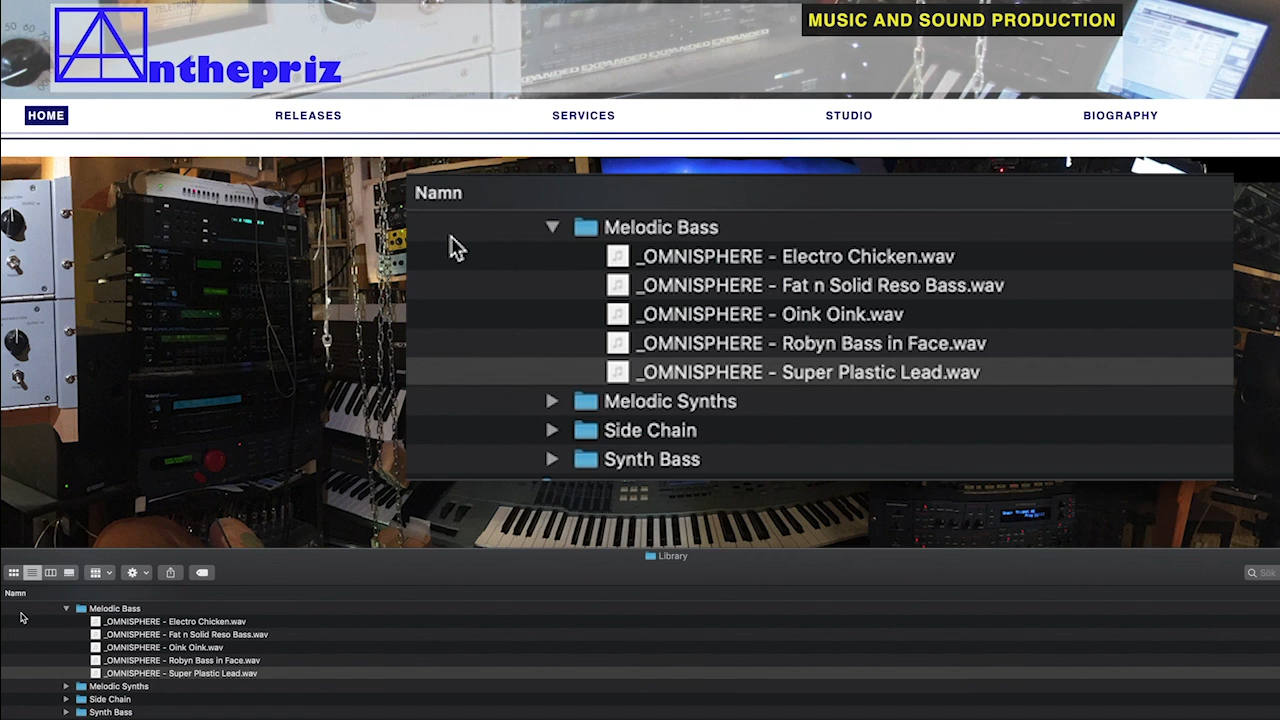 Anthepriz
MUSIC AND SOUND PRODUCTION
HOME
RELEASES
SERVICES
STUDIO
BIOGRAPHY
Namn
Melodic Bass
_OMNISPHERE - Electro Chicken.wav
_OMNISPHERE - Fat n Solid Reso Bass.wav
_OMNISPHERE - Oink Oink.wav
_OMNISPHERE - Robyn Bass in Face.wav
_OMNISPHERE - Super Plastic Lead.wav
Melodic Synths
Side Chain
Synth Bass
Library
Sök
Namn
Melodic Bass
_OMNISPHERE - Electro Chicken.wav
_OMNISPHERE - Fat n Solid Reso Bass.wav
_OMNISPHERE - Oink Oink.wav
_OMNISPHERE - Robyn Bass in Face.wav
_OMNISPHERE - Super Plastic Lead.wav
Melodic Synths
Side Chain
Synth Bass